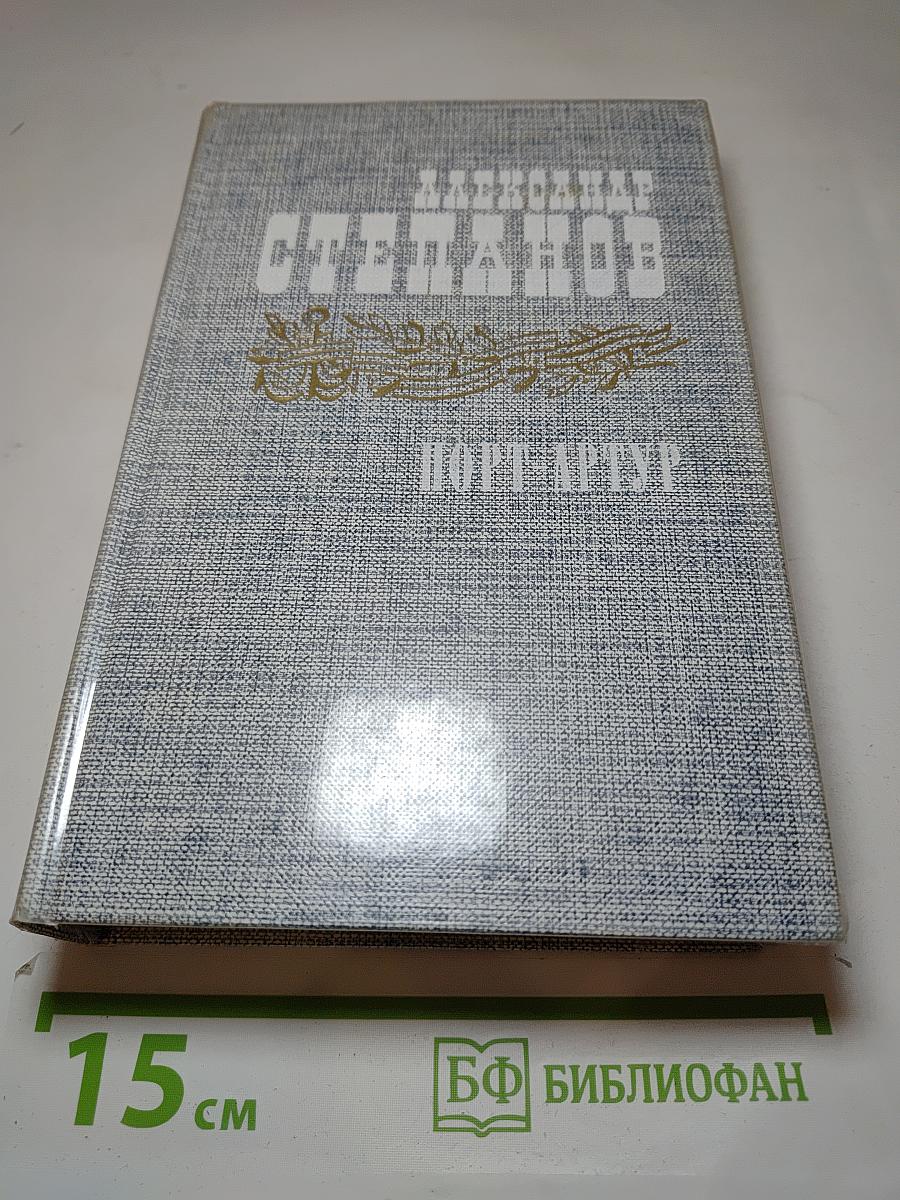 АЛЕКСАНДР
СТЕПАНОВ
ПОРТ-АРТУР
15 см
БФ БИБЛИОФАН